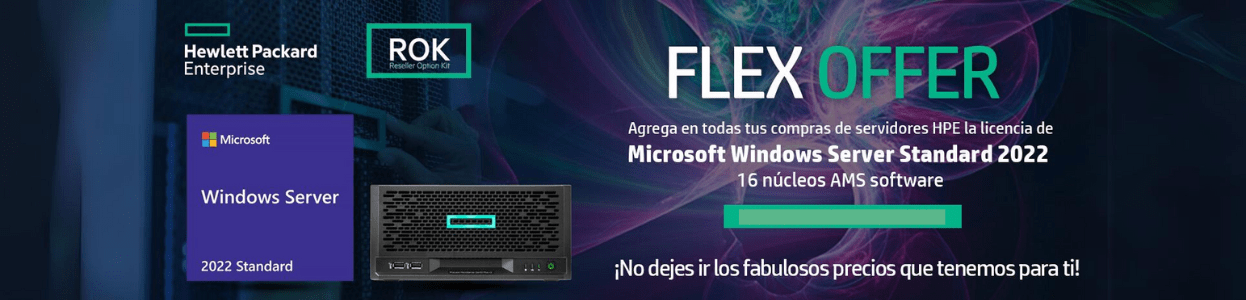 Hewlett Packard
Enterprise
ROK
Reseller Option Kit
Microsoft
Windows Server
2022 Standard
FLEX OFFER
Agrega en todas tus compras de servidores HPE la licencia de
Microsoft Windows Server Standard 2022
16 núcleos AMS software
¡No dejes ir los fabulosos precios que tenemos para ti!